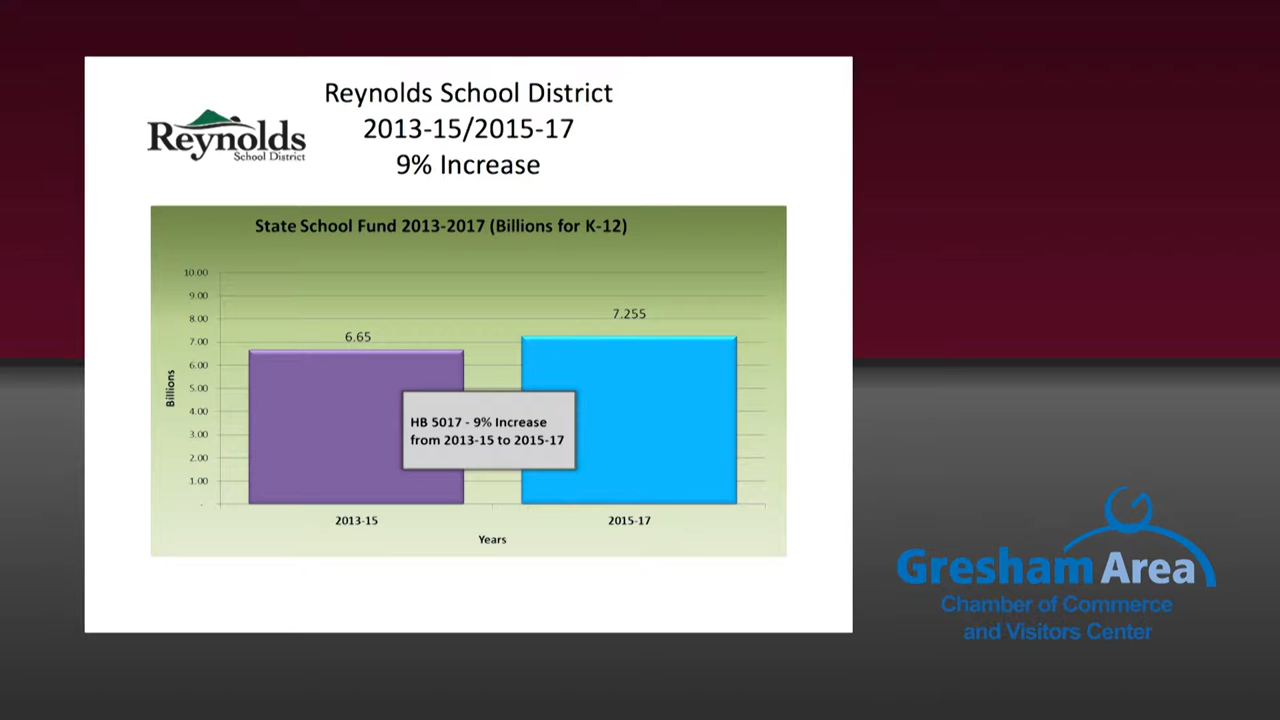 Reynolds School District
2013-15/2015-17
9% Increase
Reynolds
School District
State School Fund 2013-2017 (Billions for K-12)
10.00
9.00
8.00
7.00
6.00
5.00
4.00
3.00
2.00
1.00
-
Billions
6.65
7.255
HB 5017 - 9% Increase
from 2013-15 to 2015-17
2013-15
2015-17
Years
Gresham Area
Chamber of Commerce
and Visitors Center